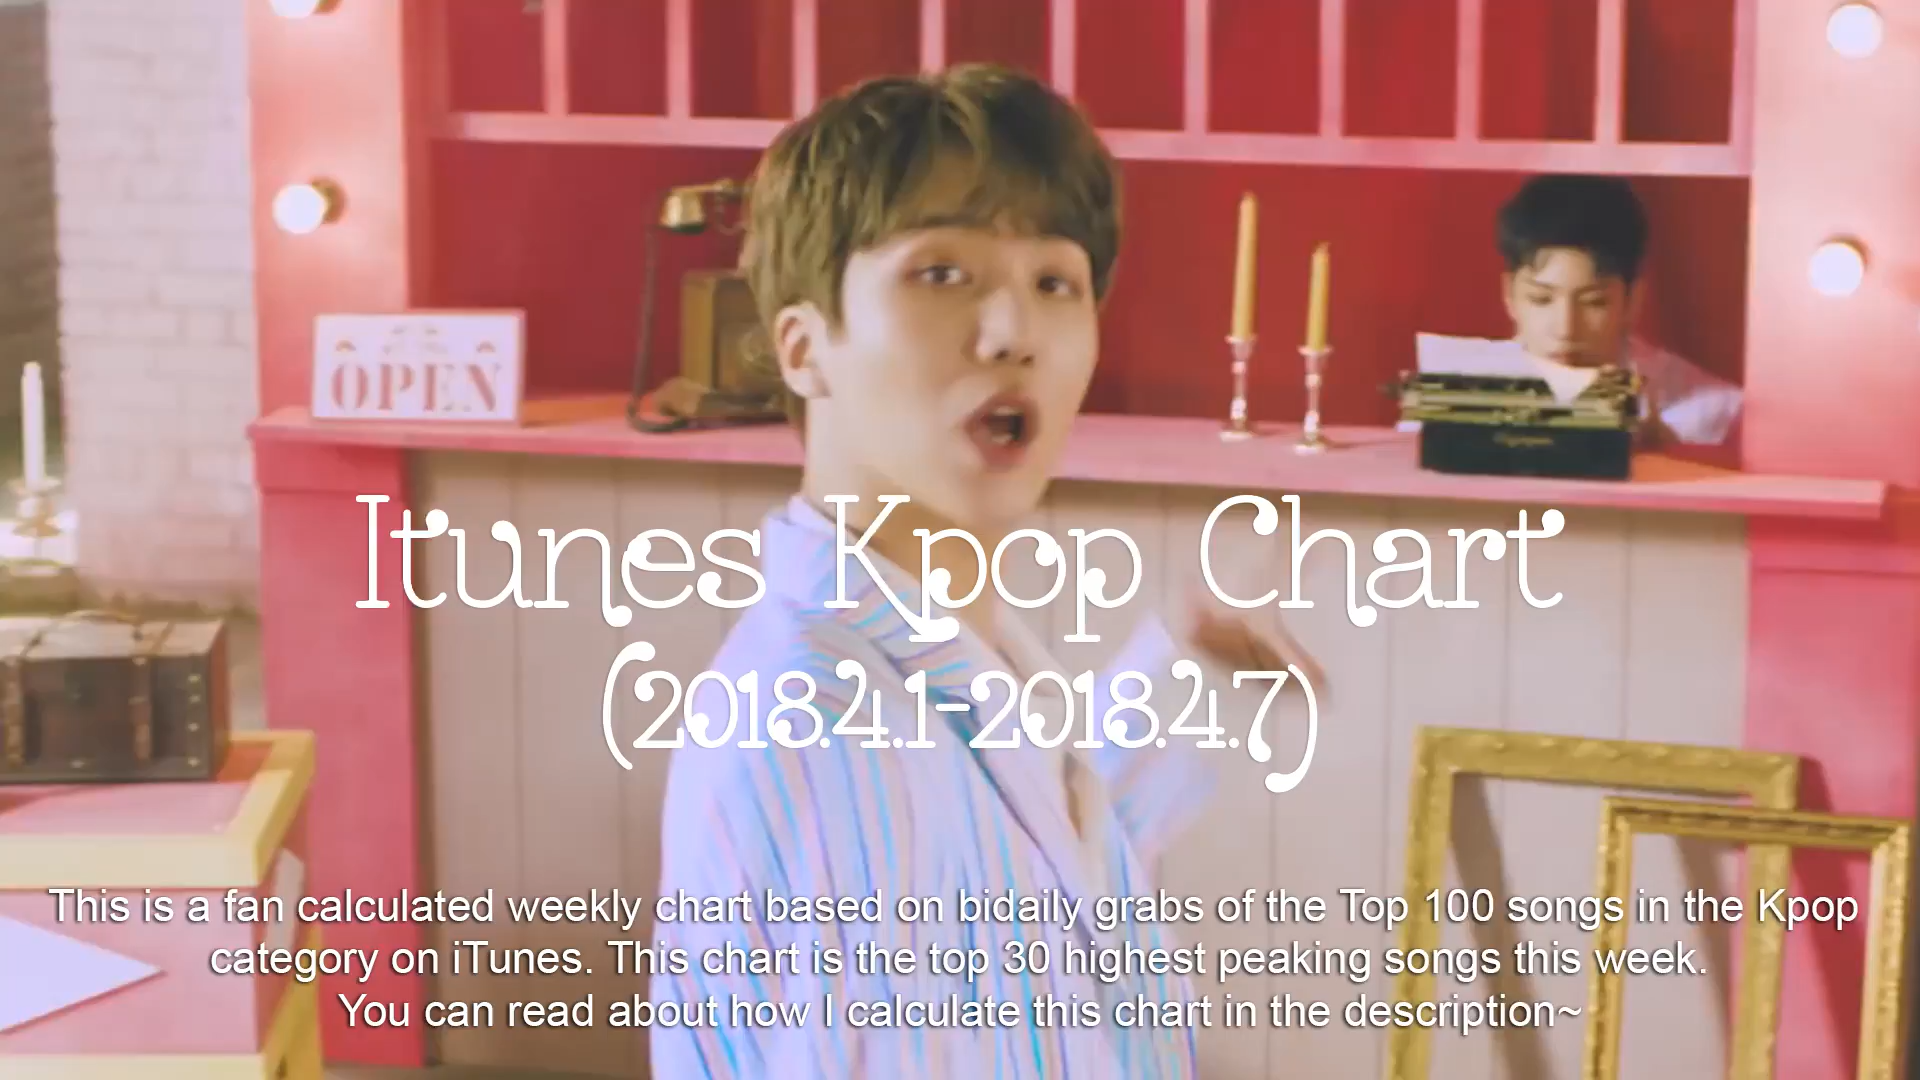 OPEN
Itunes Kpop Chart
(2018.4.1-2018.4.7)
This is a fan calculated weekly chart based on bidaily grabs of the Top 100 songs in the Kpop
category on iTunes. This chart is the top 30 highest peaking songs this week.
You can read about how I calculate this chart in the description~